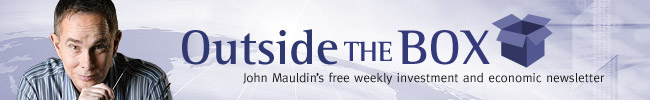 Outside THE BOX
John Mauldin's free weekly investment and economic newsletter